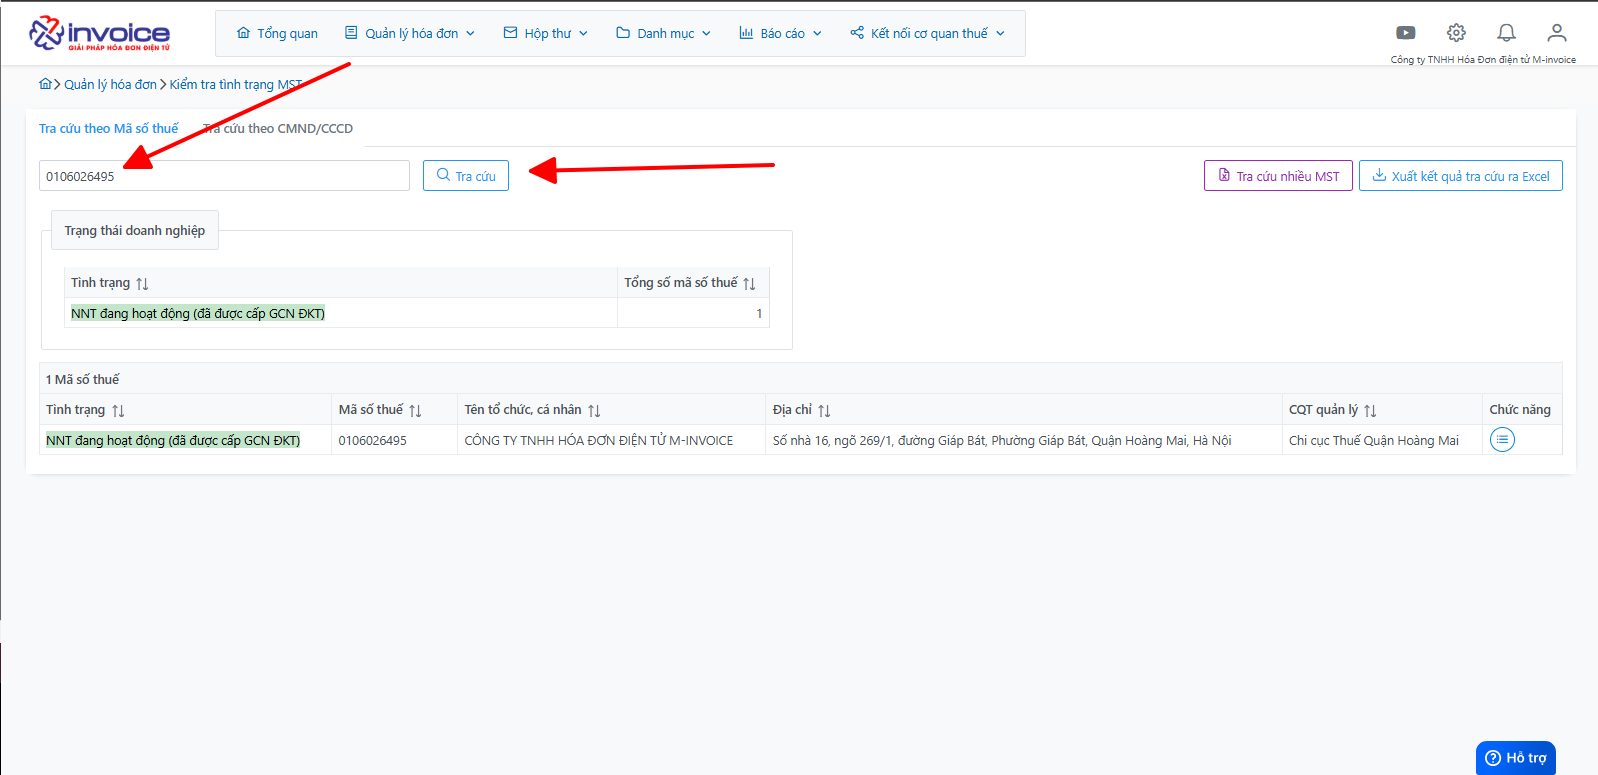 invoice
GIẢI PHÁP HÓA ĐƠN ĐIỆN TỬ
Tổng quan Quản lý hóa đơn Hộp thư Danh mục Báo cáo Kết nối cơ quan thuế
Công ty TNHH Hóa Đơn điện tử M-invoice
Quản lý hóa đơn Kiểm tra tình trạng MST
Tra cứu theo Mã số thuế Tra cứu theo CMND/CCCD
0106026495 Tra cứu Tra cứu nhiều MST Xuất kết quả tra cứu ra Excel
Trạng thái doanh nghiệp
Tình trạng Tổng số mã số thuế
NNT đang hoạt động (đã được cấp GCN ĐKT) 1
1 Mã số thuế
Tình trạng Mã số thuế Tên tổ chức, cá nhân Địa chỉ CQT quản lý Chức năng
NNT đang hoạt động (đã được cấp GCN ĐKT) 0106026495 CÔNG TY TNHH HÓA ĐƠN ĐIỆN TỬ M-INVOICE Số nhà 16, ngõ 269/1, đường Giáp Bát, Phường Giáp Bát, Quận Hoàng Mai, Hà Nội Chi cục Thuế Quận Hoàng Mai
Hỗ trợ